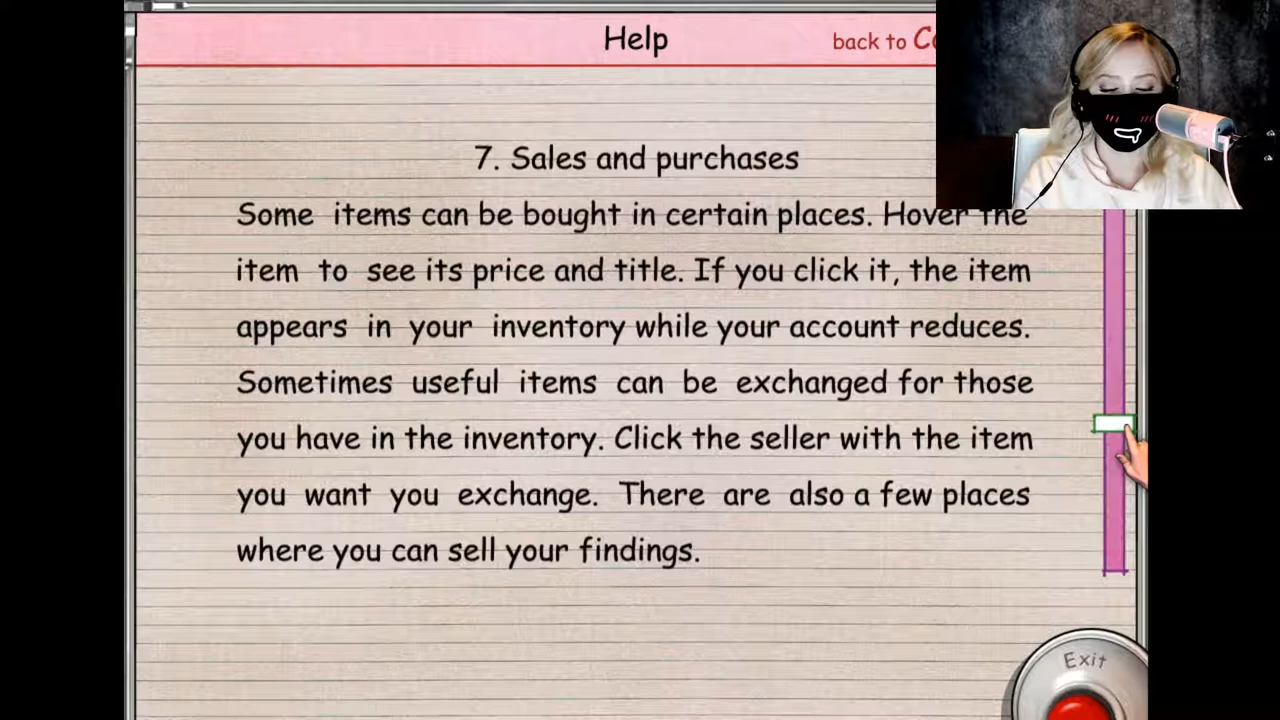 Help
back to
7. Sales and purchases
Some items can be bought in certain places. Hover the
item to see its price and title. If you click it, the item
appears in your inventory while your account reduces.
Sometimes useful items can be exchanged for those
you have in the inventory. Click the seller with the item
you want you exchange. There are also a few places
where you can sell your findings.
Exit